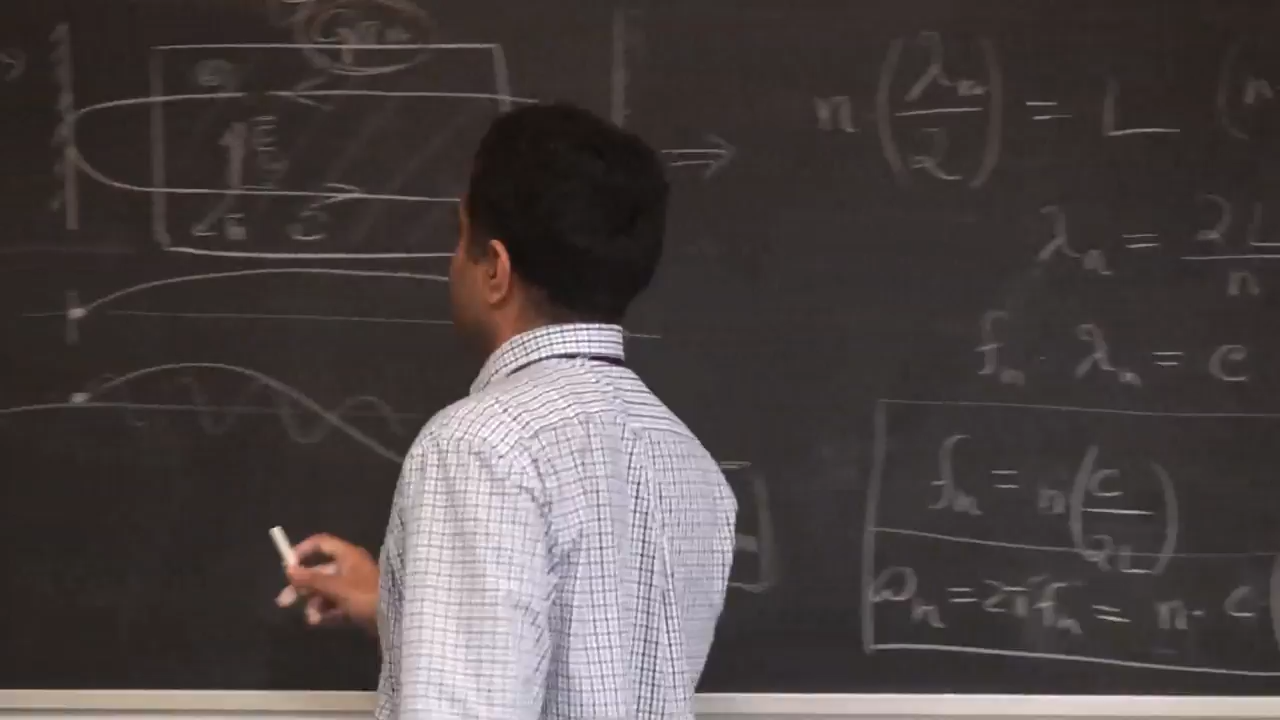 n (λn/2) = L (n
λn = 2L/n
fn · λn = c
fn = n (c/2L)
ωn = 2πfn = n · c